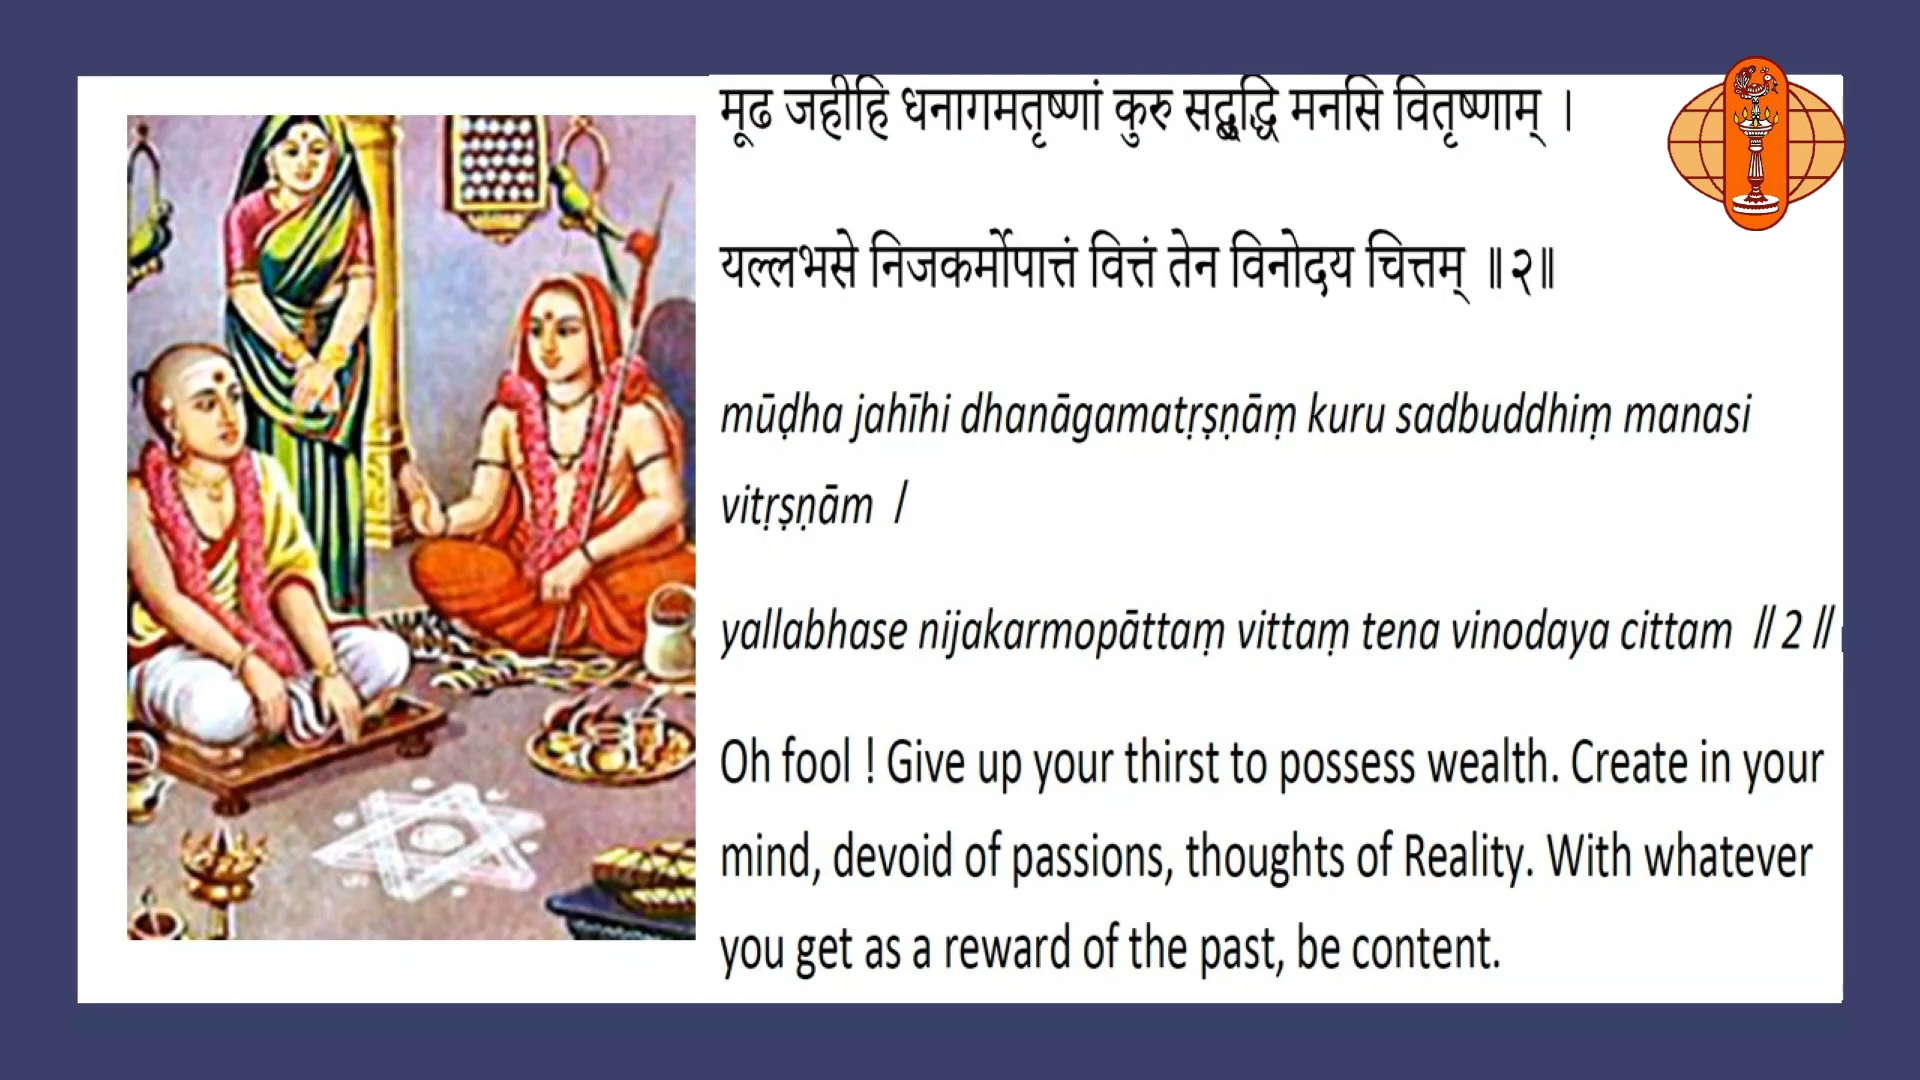 मूढ जहीहि धनागमतृष्णां कुरु सद्बुद्धि मनसि वितृष्णाम् ।
यल्लभसे निजकर्मोपात्तं वित्तं तेन विनोदय चित्तम् ॥२॥
mūḍha jahīhi dhanāgamatṛṣṇāṃ kuru sadbuddhiṃ manasi
vitṛṣṇām /
yallabhase nijakarmopāttaṃ vittaṃ tena vinodaya cittam // 2 //
Oh fool ! Give up your thirst to possess wealth. Create in your
mind, devoid of passions, thoughts of Reality. With whatever
you get as a reward of the past, be content.